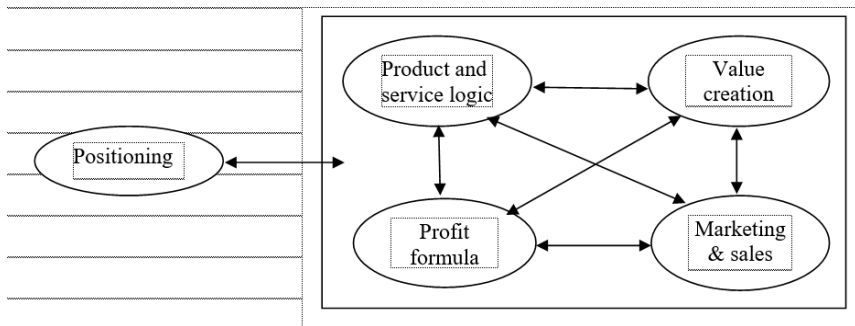 Positioning
Product and
service logic
Value
creation
Profit
formula
Marketing
& sales